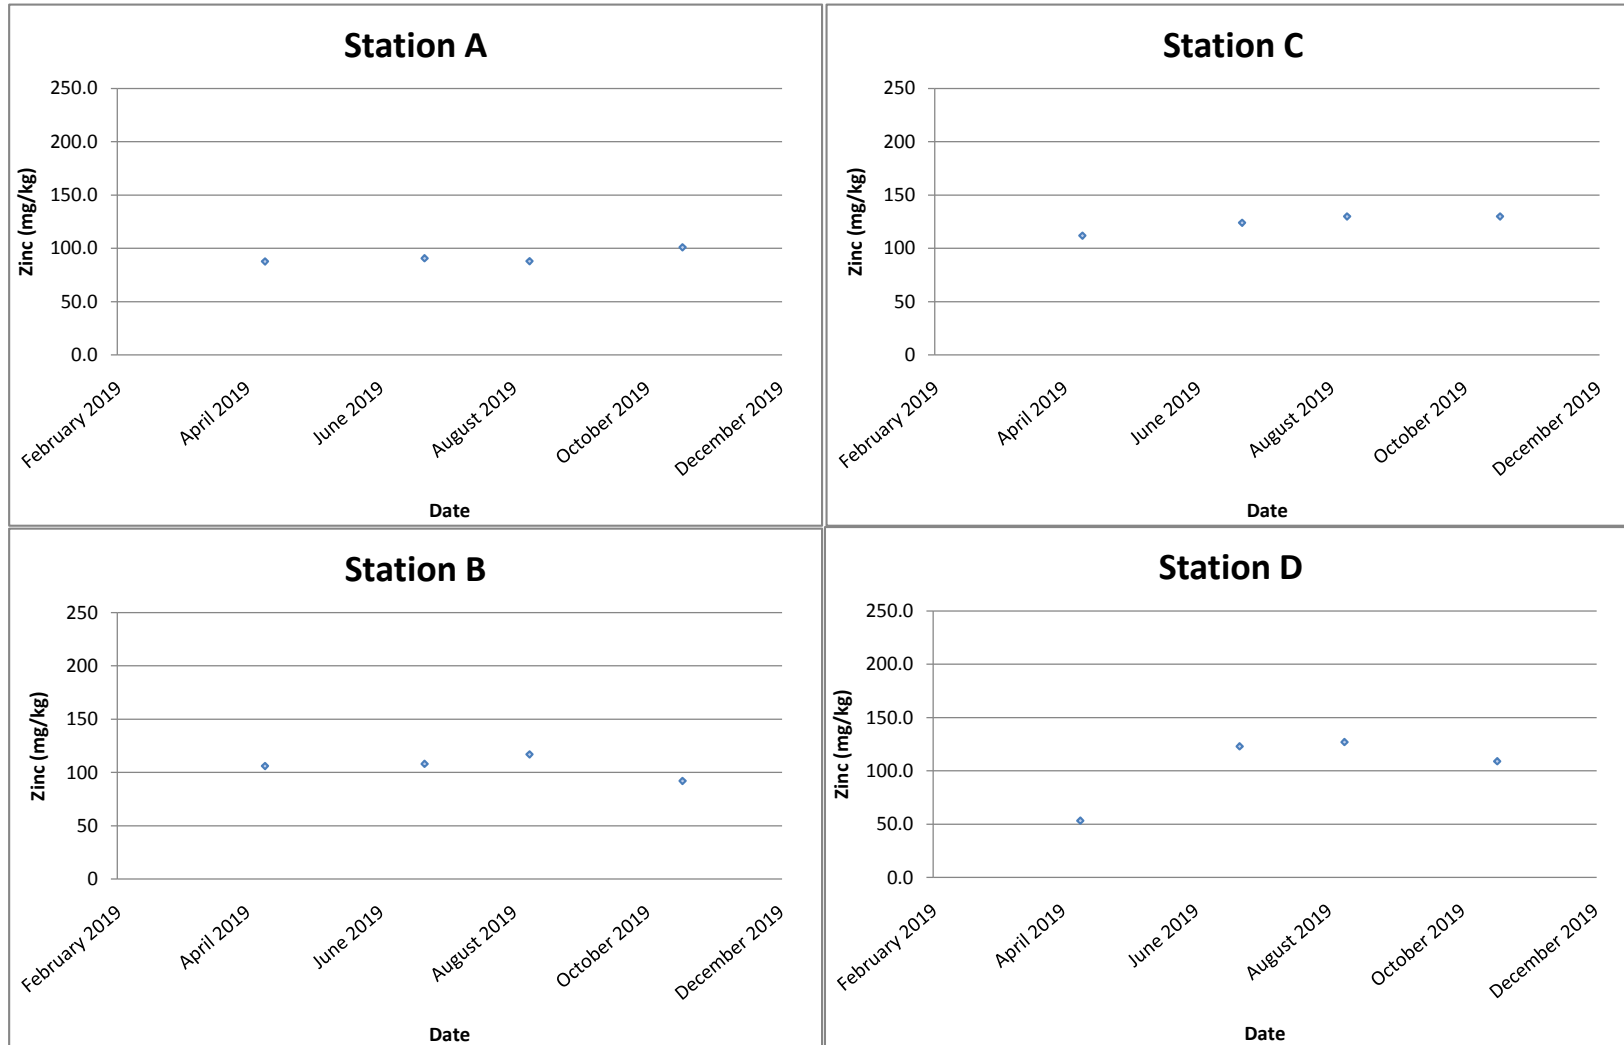 Station A
250.0
200.0
150.0
100.0
50.0
0.0
Zinc (mg/kg)
February 2019
April 2019
June 2019
August 2019
October 2019
December 2019
Date
Station C
250
200
150
100
50
0
Zinc (mg/kg)
February 2019
April 2019
June 2019
August 2019
October 2019
December 2019
Date
Station B
250
200
150
100
50
0
Zinc (mg/kg)
February 2019
April 2019
June 2019
August 2019
October 2019
December 2019
Date
Station D
250.0
200.0
150.0
100.0
50.0
0.0
Zinc (mg/kg)
February 2019
April 2019
June 2019
August 2019
October 2019
December 2019
Date